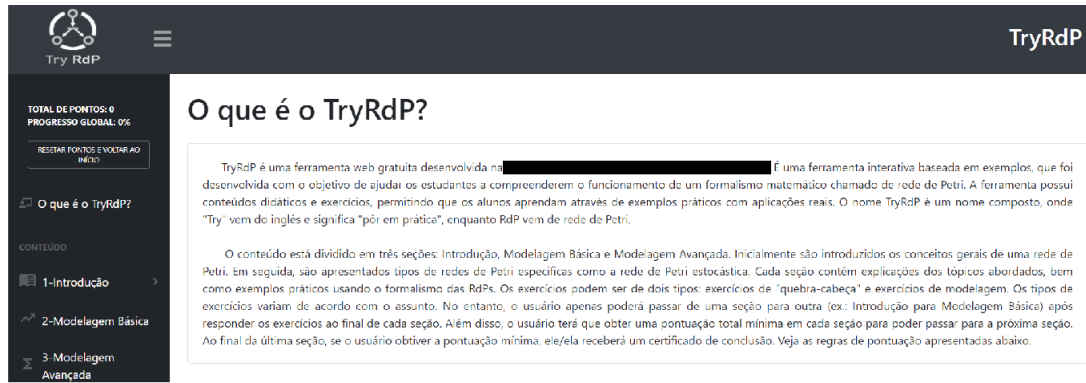 Try RdP
TryRdP
TOTAL DE PONTOS: 0
PROGRESSO GLOBAL: 0%
RESETAR PONTOS E VOLTAR AO
INÍCIO
O que é o TryRdP?
CONTEÚDO
1-Introdução
2-Modelagem Básica
3-Modelagem
Avançada
O que é o TryRdP?
TryRdP é uma ferramenta web gratuita desenvolvida na É uma ferramenta interativa baseada em exemplos, que foi
desenvolvida com o objetivo de ajudar os estudantes a compreenderem o funcionamento de um formalismo matemático chamado de rede de Petri. A ferramenta possui
conteúdos didáticos e exercícios, permitindo que os alunos aprendam através de exemplos práticos com aplicações reais. O nome TryRdP é um nome composto, onde
"Try" vem do inglês e significa "pôr em prática", enquanto RdP vem de rede de Petri.
O conteúdo está dividido em três seções: Introdução, Modelagem Básica e Modelagem Avançada. Inicialmente são introduzidos os conceitos gerais de uma rede de
Petri. Em seguida, são apresentados tipos de redes de Petri específicas como a rede de Petri estocástica. Cada seção contém explicações dos tópicos abordados, bem
como exemplos práticos usando o formalismo das RdPs. Os exercícios podem ser de dois tipos: exercícios de "quebra-cabeça" e exercícios de modelagem. Os tipos de
exercícios variam de acordo com o assunto. No entanto, o usuário apenas poderá passar de uma seção para outra (ex.: Introdução para Modelagem Básica) após
responder os exercícios ao final de cada seção. Além disso, o usuário terá que obter uma pontuação total mínima em cada seção para poder passar para a próxima seção.
Ao final da última seção, se o usuário obtiver a pontuação mínima, ele/ela receberá um certificado de conclusão. Veja as regras de pontuação apresentadas abaixo.